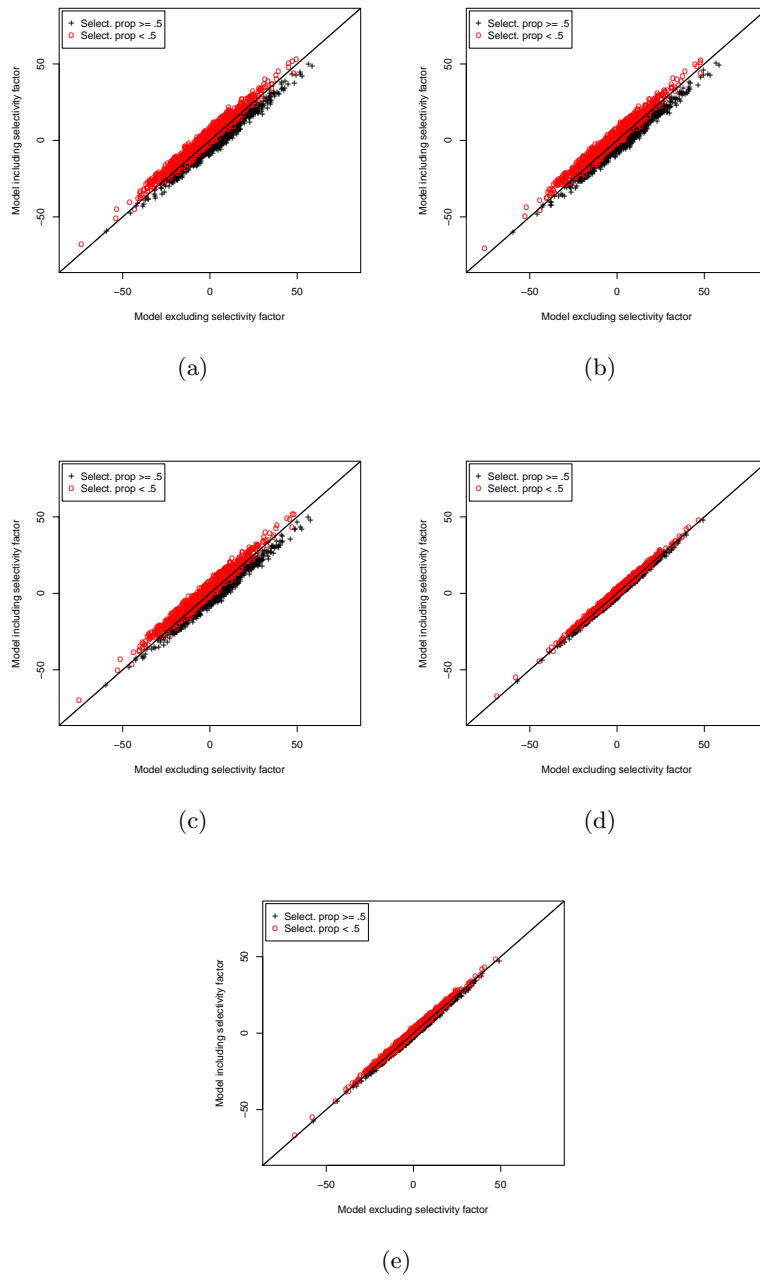 Select. prop >= .5
Select. prop < .5
Model including selectivity factor
50
0
−50
−50 0 50
Model excluding selectivity factor
(a)
Select. prop >= .5
Select. prop < .5
Model including selectivity factor
50
0
−50
−50 0 50
Model excluding selectivity factor
(b)
Select. prop >= .5
Select. prop < .5
Model including selectivity factor
50
0
−50
−50 0 50
Model excluding selectivity factor
(c)
Select. prop >= .5
Select. prop < .5
Model including selectivity factor
50
0
−50
−50 0 50
Model excluding selectivity factor
(d)
Select. prop >= .5
Select. prop < .5
Model including selectivity factor
50
0
−50
−50 0 50
Model excluding selectivity factor
(e)